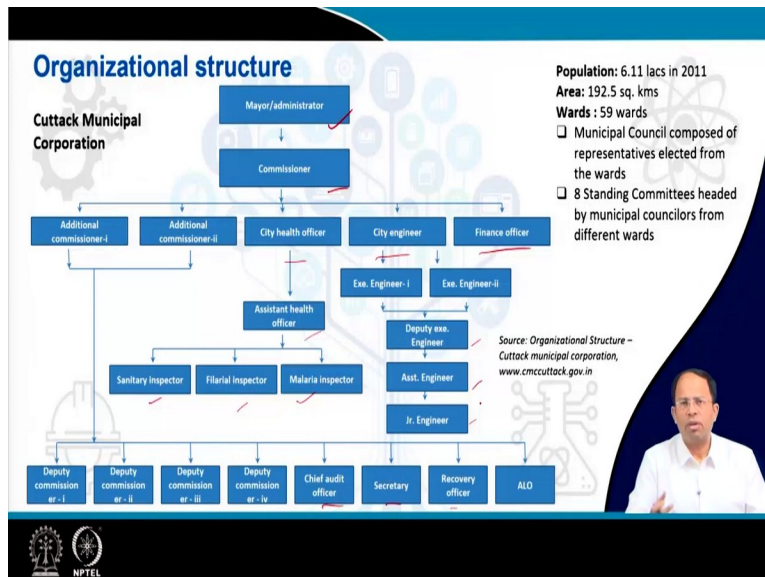 Organizational structure
Cuttack Municipal
Corporation
Mayor/administrator
Commissioner
Additional
commissioner-i
Additional
commissioner-ii
City health officer
City engineer
Finance officer
Exe. Engineer- i
Exe. Engineer-ii
Assistant health
officer
Deputy exe.
Engineer
Sanitary inspector
Filarial inspector
Malaria inspector
Asst. Engineer
Jr. Engineer
Deputy
commission
er - i
Deputy
commission
er - ii
Deputy
commission
er - iii
Deputy
commission
er - iv
Chief audit
officer
Secretary
Recovery
officer
ALO
Population: 6.11 lacs in 2011
Area: 192.5 sq. kms
Wards : 59 wards
❑ Municipal Council composed of
representatives elected from
the wards
❑ 8 Standing Committees headed
by municipal councilors from
different wards
Source: Organizational Structure –
Cuttack municipal corporation,
www.cmccuttack.gov.in
NPTEL